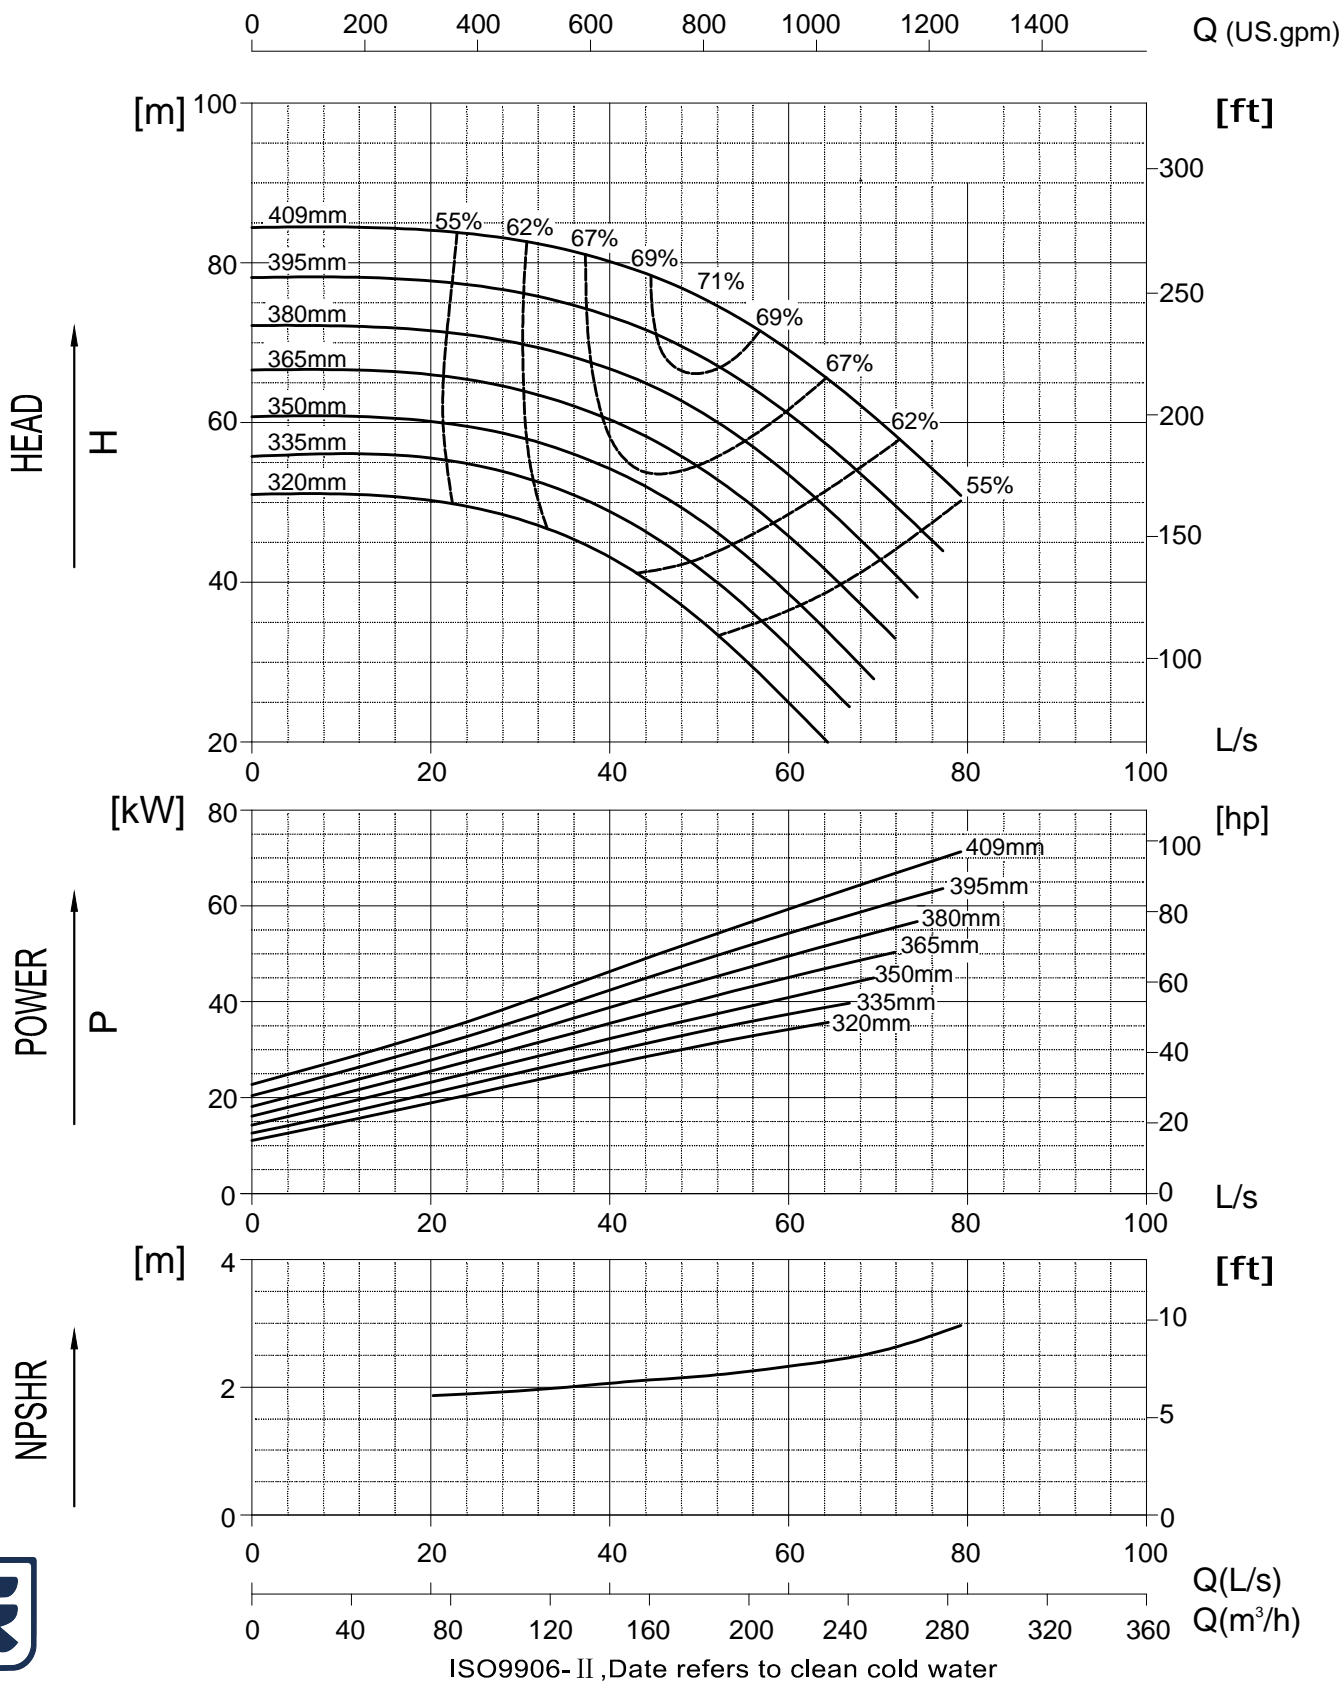 0 200 400 600 800 1000 1200 1400 Q (US.gpm)
[m] 100 [ft]
300
409mm 55% 62% 67% 69% 71%
80 395mm 250
380mm 69%
365mm 67%
HEAD H 60 350mm 62% 200
335mm
320mm 55%
150
40
100
20 L/s
0 20 40 60 80 100
[kW] 80 [hp]
409mm 100
395mm
60 380mm 80
365mm
350mm 60
POWER P 40 335mm
320mm
40
20 20
0 0 L/s
0 20 40 60 80 100
[m] 4 [ft]
10
NPSHR 2
5
0 0
0 20 40 60 80 100
Q(L/s)
0 40 80 120 160 200 240 280 320 360 Q(m³/h)
ISO9906-Ⅱ,Date refers to clean cold water